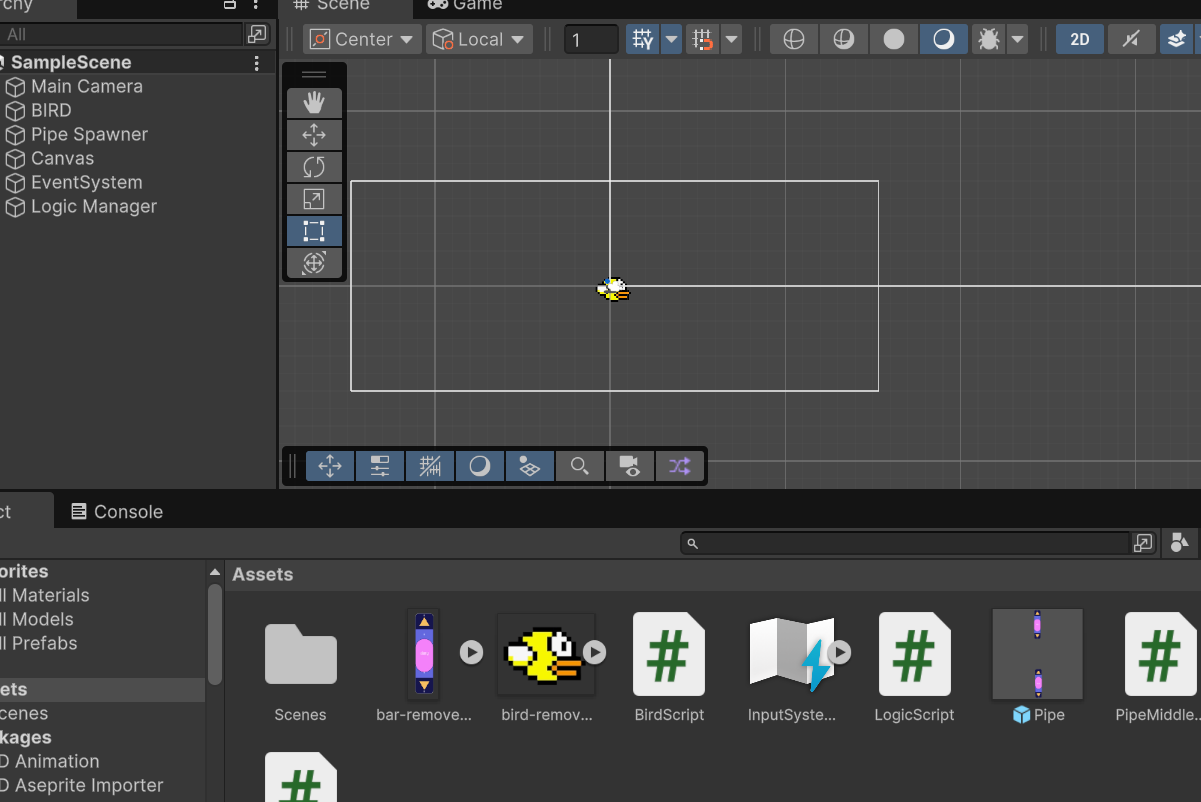 rchy
Scene
Game
All
Center
Local
1
2D
SampleScene
Main Camera
BIRD
Pipe Spawner
Canvas
EventSystem
Logic Manager
ct
Console
orites
ll Materials
ll Models
ll Prefabs
ets
cenes
kages
D Animation
D Aseprite Importer
Assets
Scenes
bar-remove...
bird-remov...
BirdScript
InputSyste...
LogicScript
Pipe
PipeMiddle...